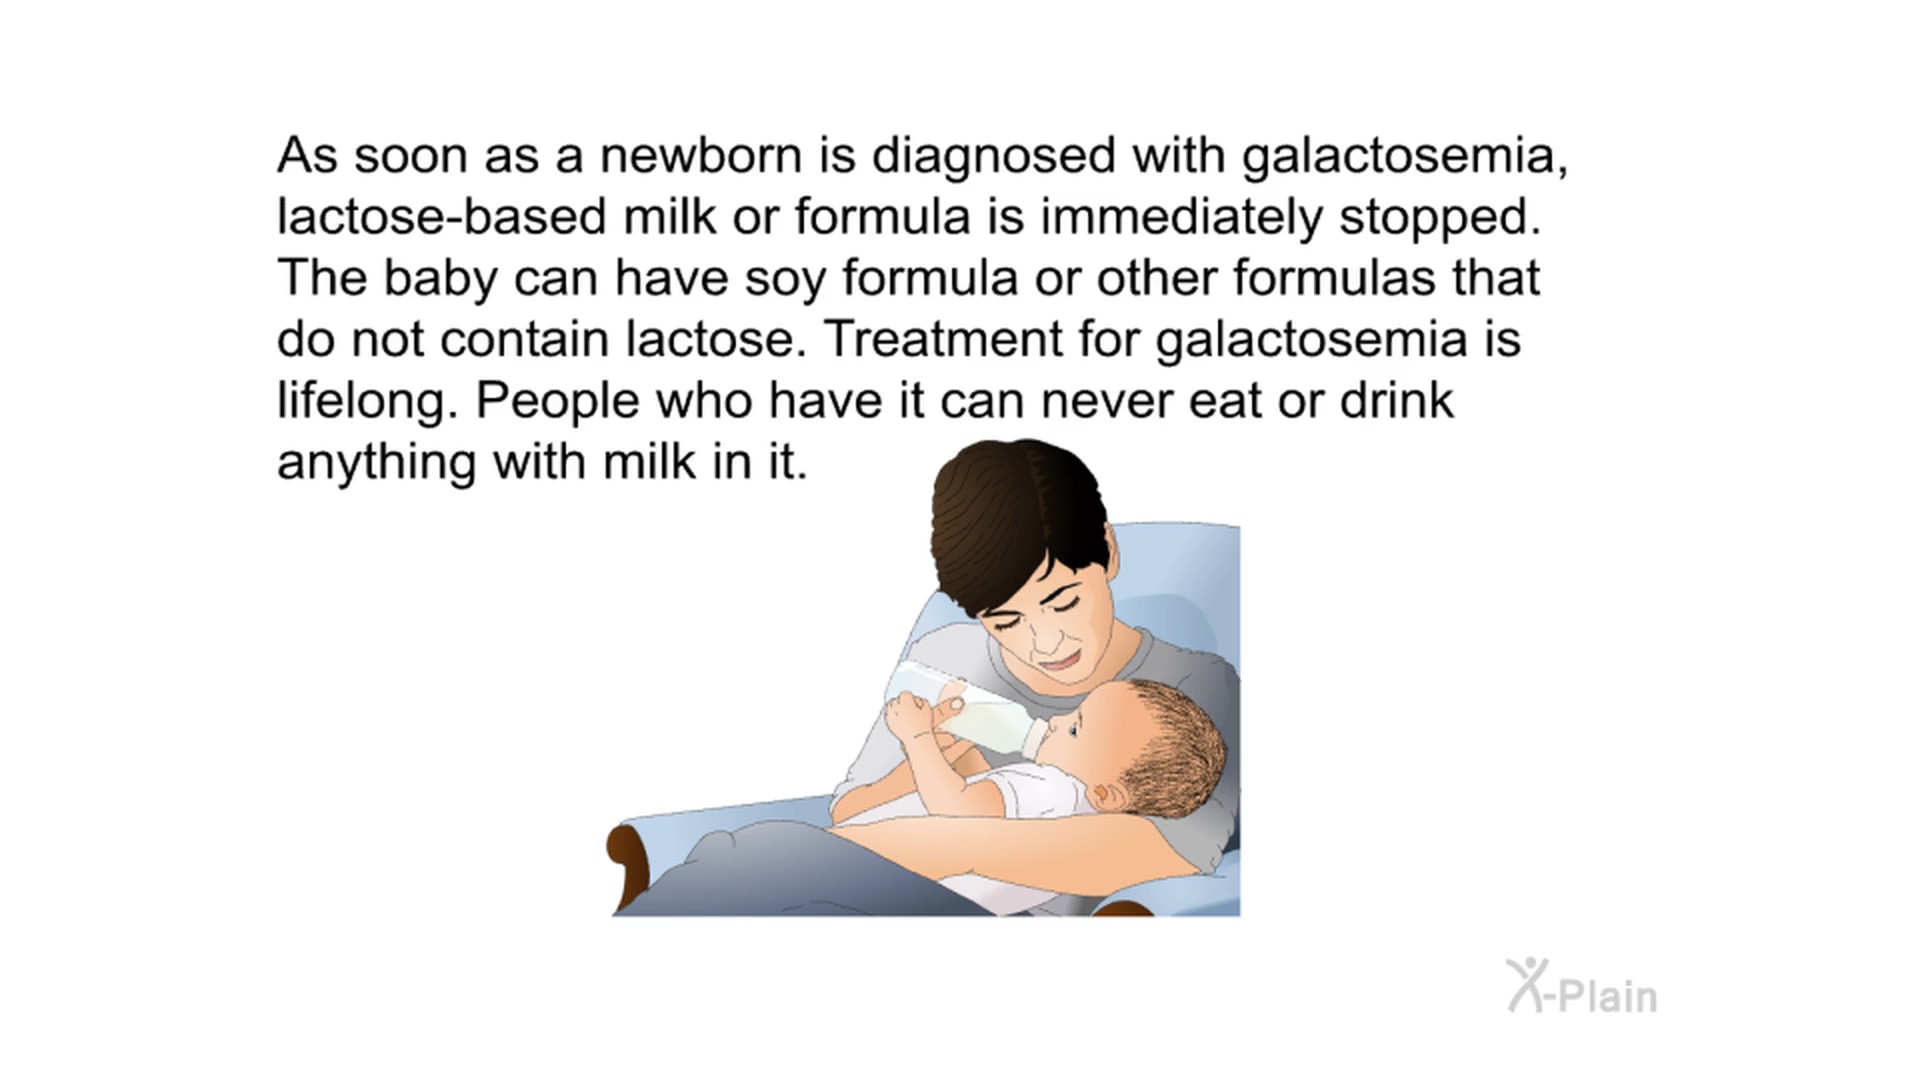 As soon as a newborn is diagnosed with galactosemia,
lactose-based milk or formula is immediately stopped.
The baby can have soy formula or other formulas that
do not contain lactose. Treatment for galactosemia is
lifelong. People who have it can never eat or drink
anything with milk in it.
X-Plain